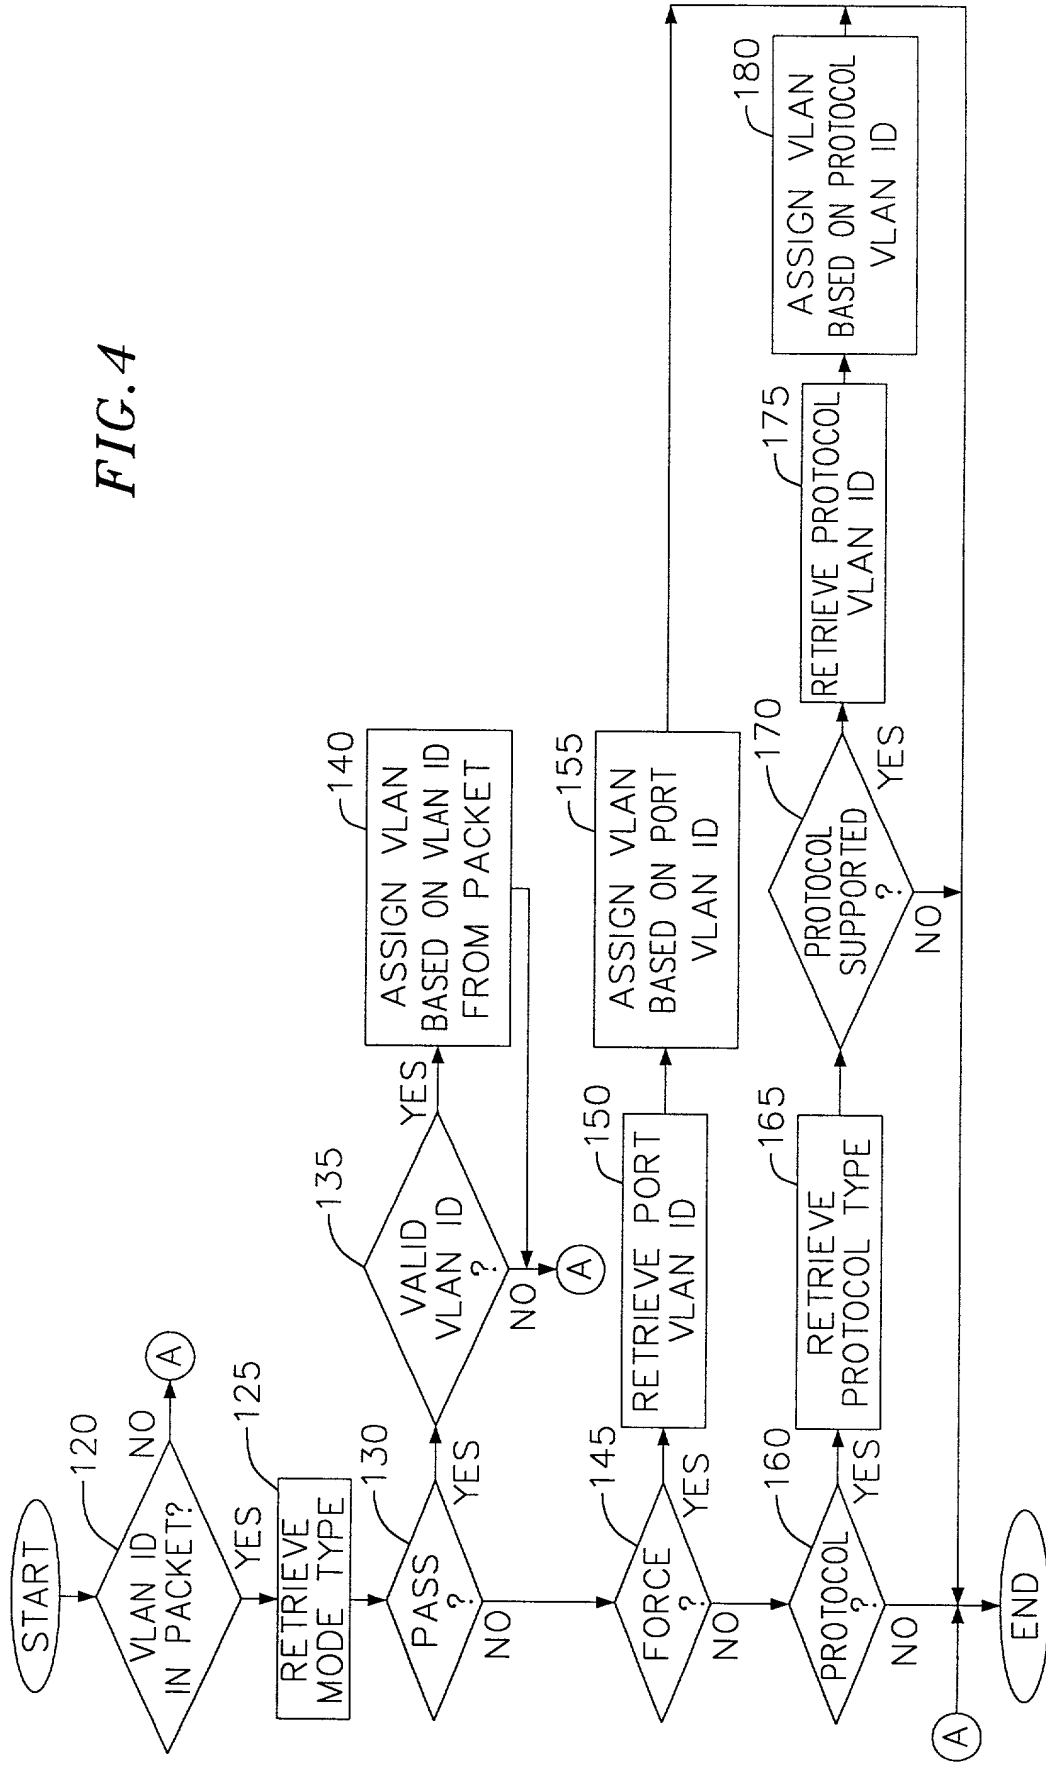 FIG.4
START
120
VLAN ID
IN PACKET?
NO
A
YES
125
RETRIEVE
MODE TYPE
130
PASS
?
YES
NO
135
VALID
VLAN ID
?
YES
NO
A
140
ASSIGN VLAN
BASED ON VLAN ID
FROM PACKET
145
FORCE
?
YES
NO
150
RETRIEVE PORT
VLAN ID
155
ASSIGN VLAN
BASED ON PORT
VLAN ID
160
PROTOCOL
?
YES
NO
165
RETRIEVE
PROTOCOL TYPE
170
PROTOCOL
SUPPORTED
?
YES
NO
175
RETRIEVE PROTOCOL
VLAN ID
180
ASSIGN VLAN
BASED ON PROTOCOL
VLAN ID
A
END